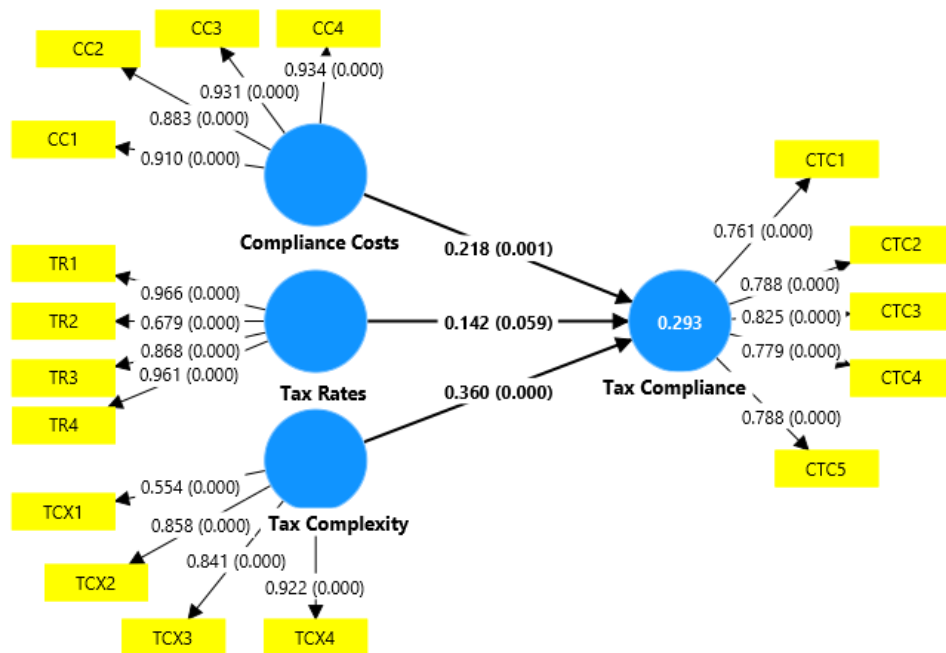 CC3
CC4
CC2
0.934 (0.000)
0.931 (0.000)
0.883 (0.000)
CC1
0.910 (0.000)
Compliance Costs
0.218 (0.001)
TR1
0.966 (0.000)
TR2
0.679 (0.000)
TR3
0.868 (0.000)
0.961 (0.000)
TR4
Tax Rates
0.142 (0.059)
0.360 (0.000)
TCX1
0.554 (0.000)
Tax Complexity
0.858 (0.000)
TCX2
0.841 (0.000)
0.922 (0.000)
TCX3
TCX4
0.293
Tax Compliance
CTC1
0.761 (0.000)
CTC2
0.788 (0.000)
CTC3
0.825 (0.000)
0.779 (0.000)
CTC4
0.788 (0.000)
CTC5